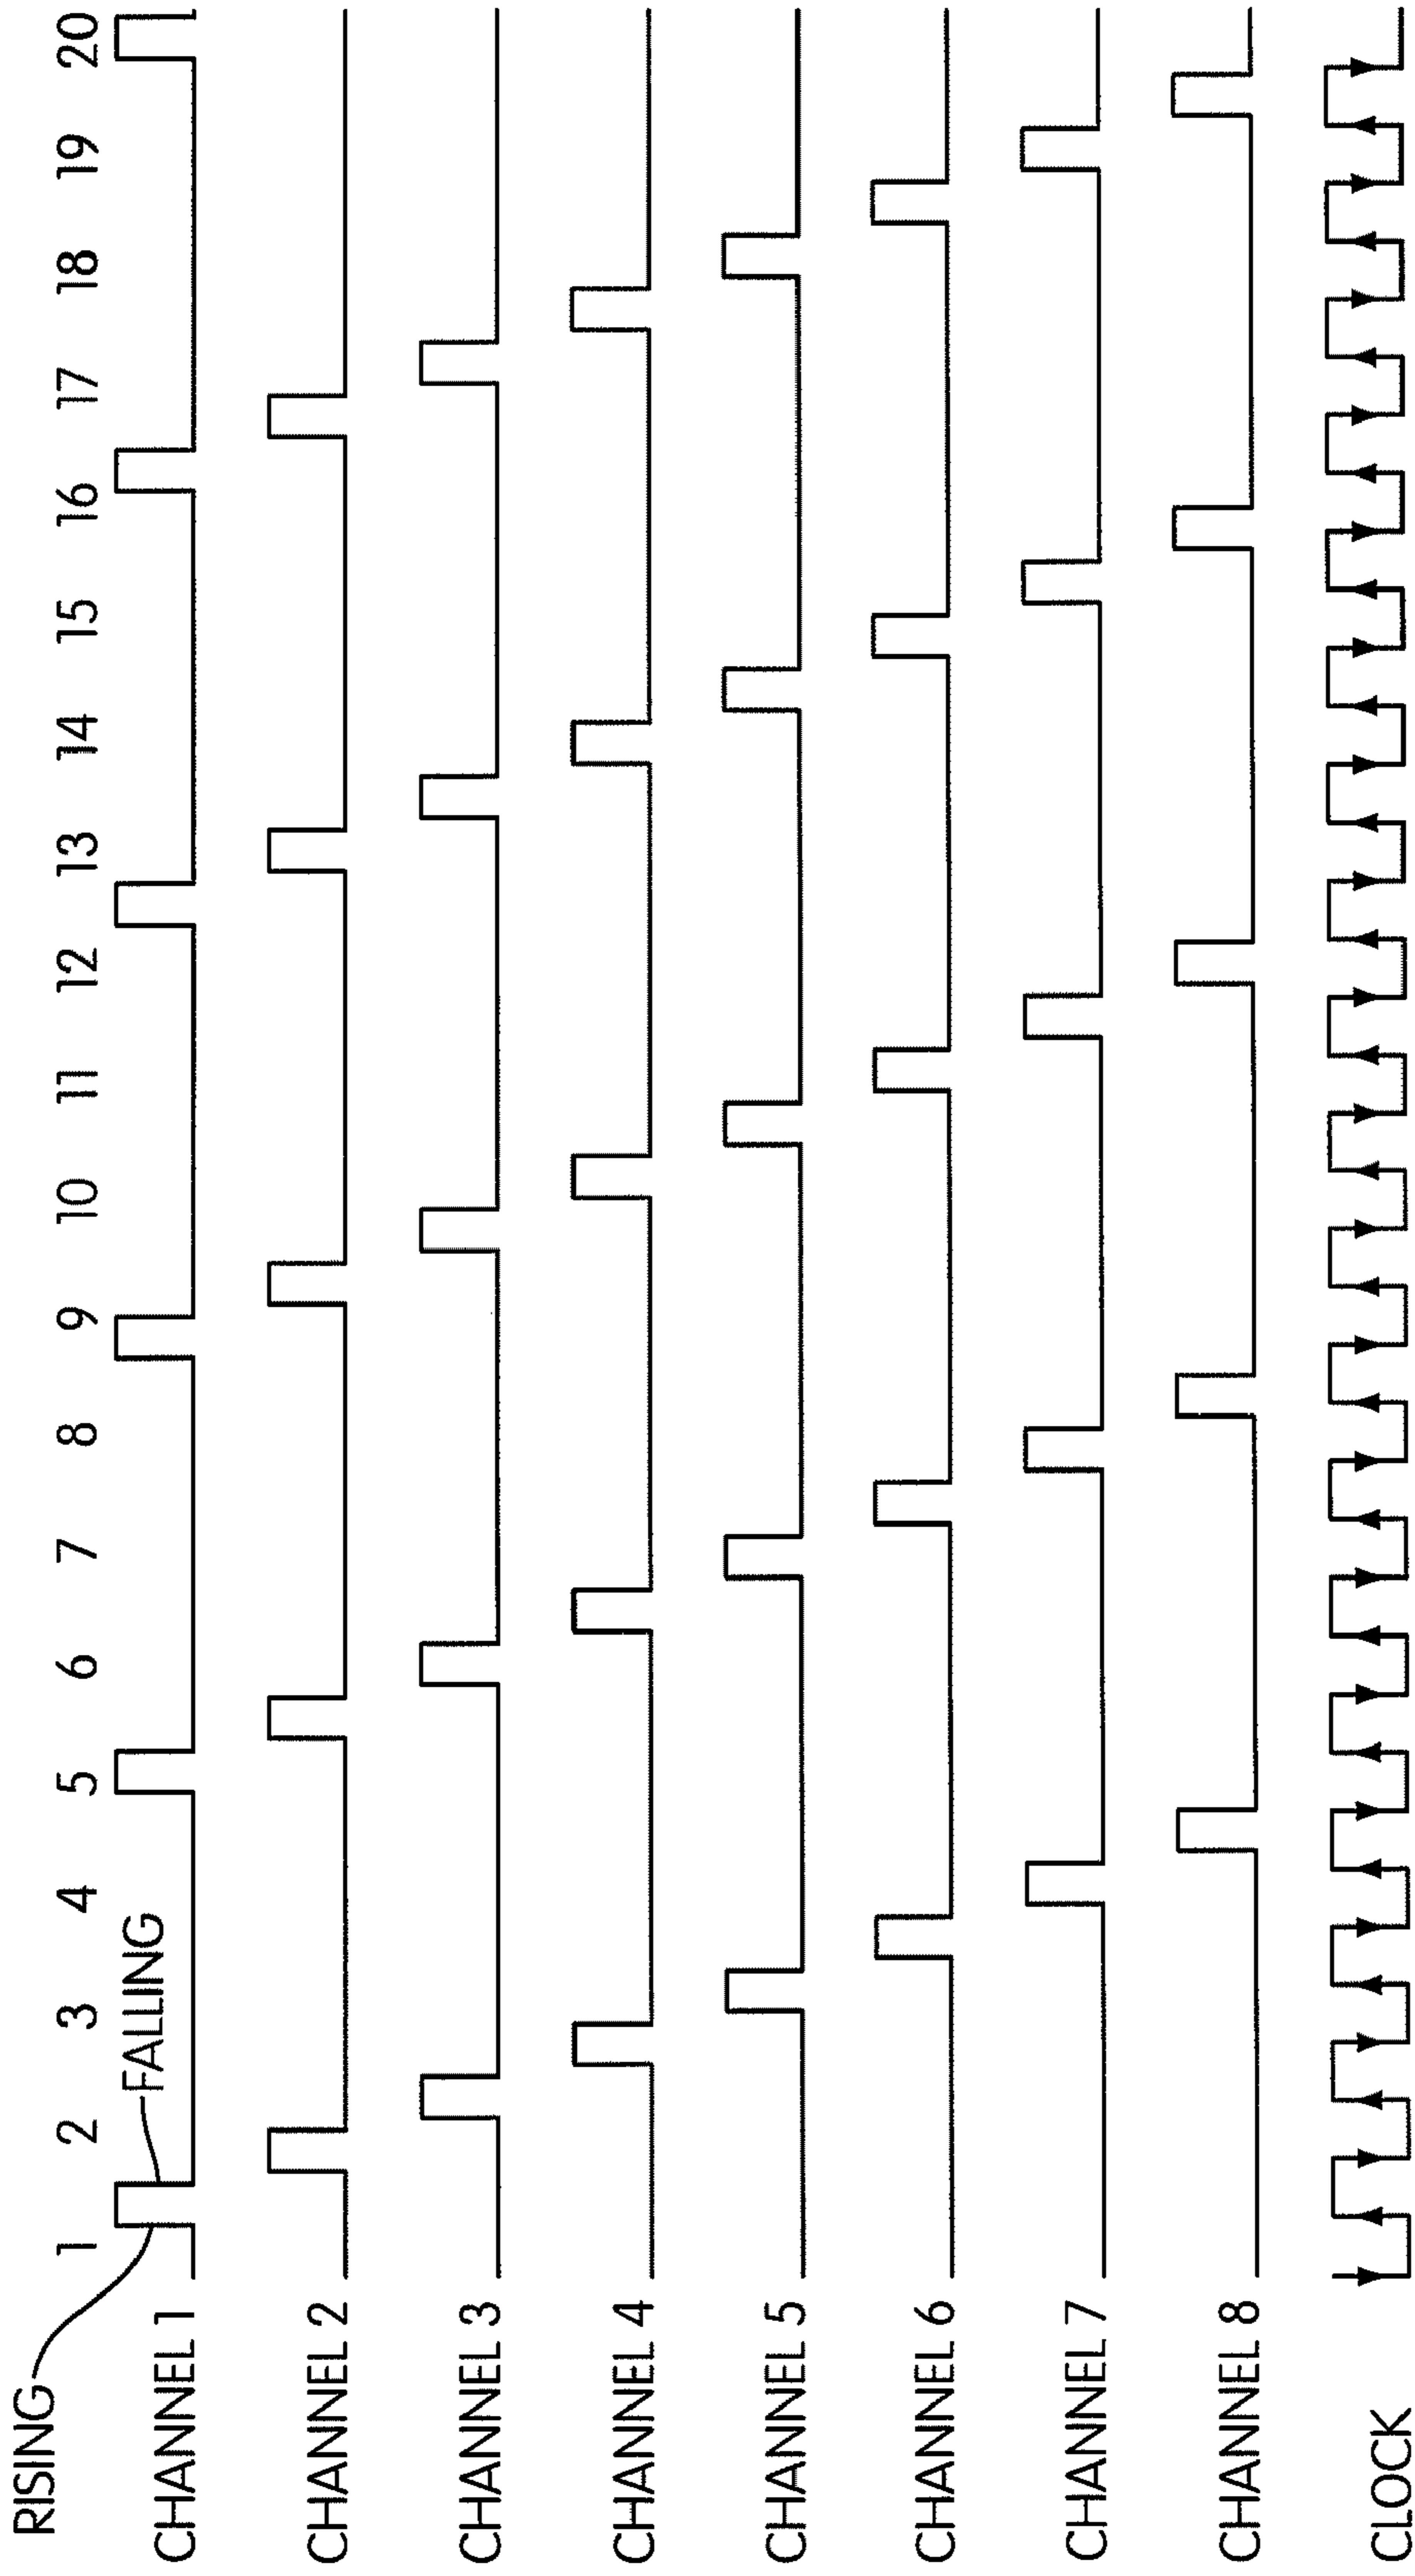 1 2 3 4 5 6 7 8 9 10 11 12 13 14 15 16 17 18 19 20
RISING
FALLING
CHANNEL 1
CHANNEL 2
CHANNEL 3
CHANNEL 4
CHANNEL 5
CHANNEL 6
CHANNEL 7
CHANNEL 8
CLOCK